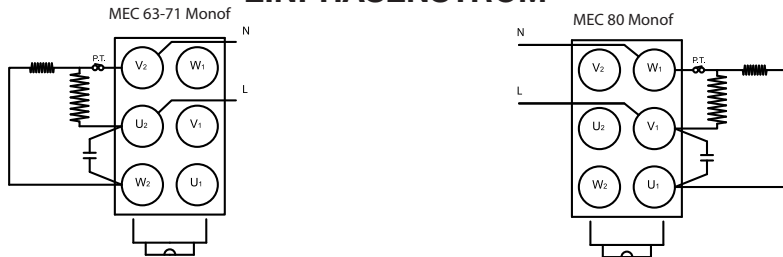 EINPHASENSTROM
MEC 63-71 Monof
N
P.T.
V2 W1
L
U2 V1
W2 U1
MEC 80 Monof
N
P.T.
V2 W1
L
U2 V1
W2 U1